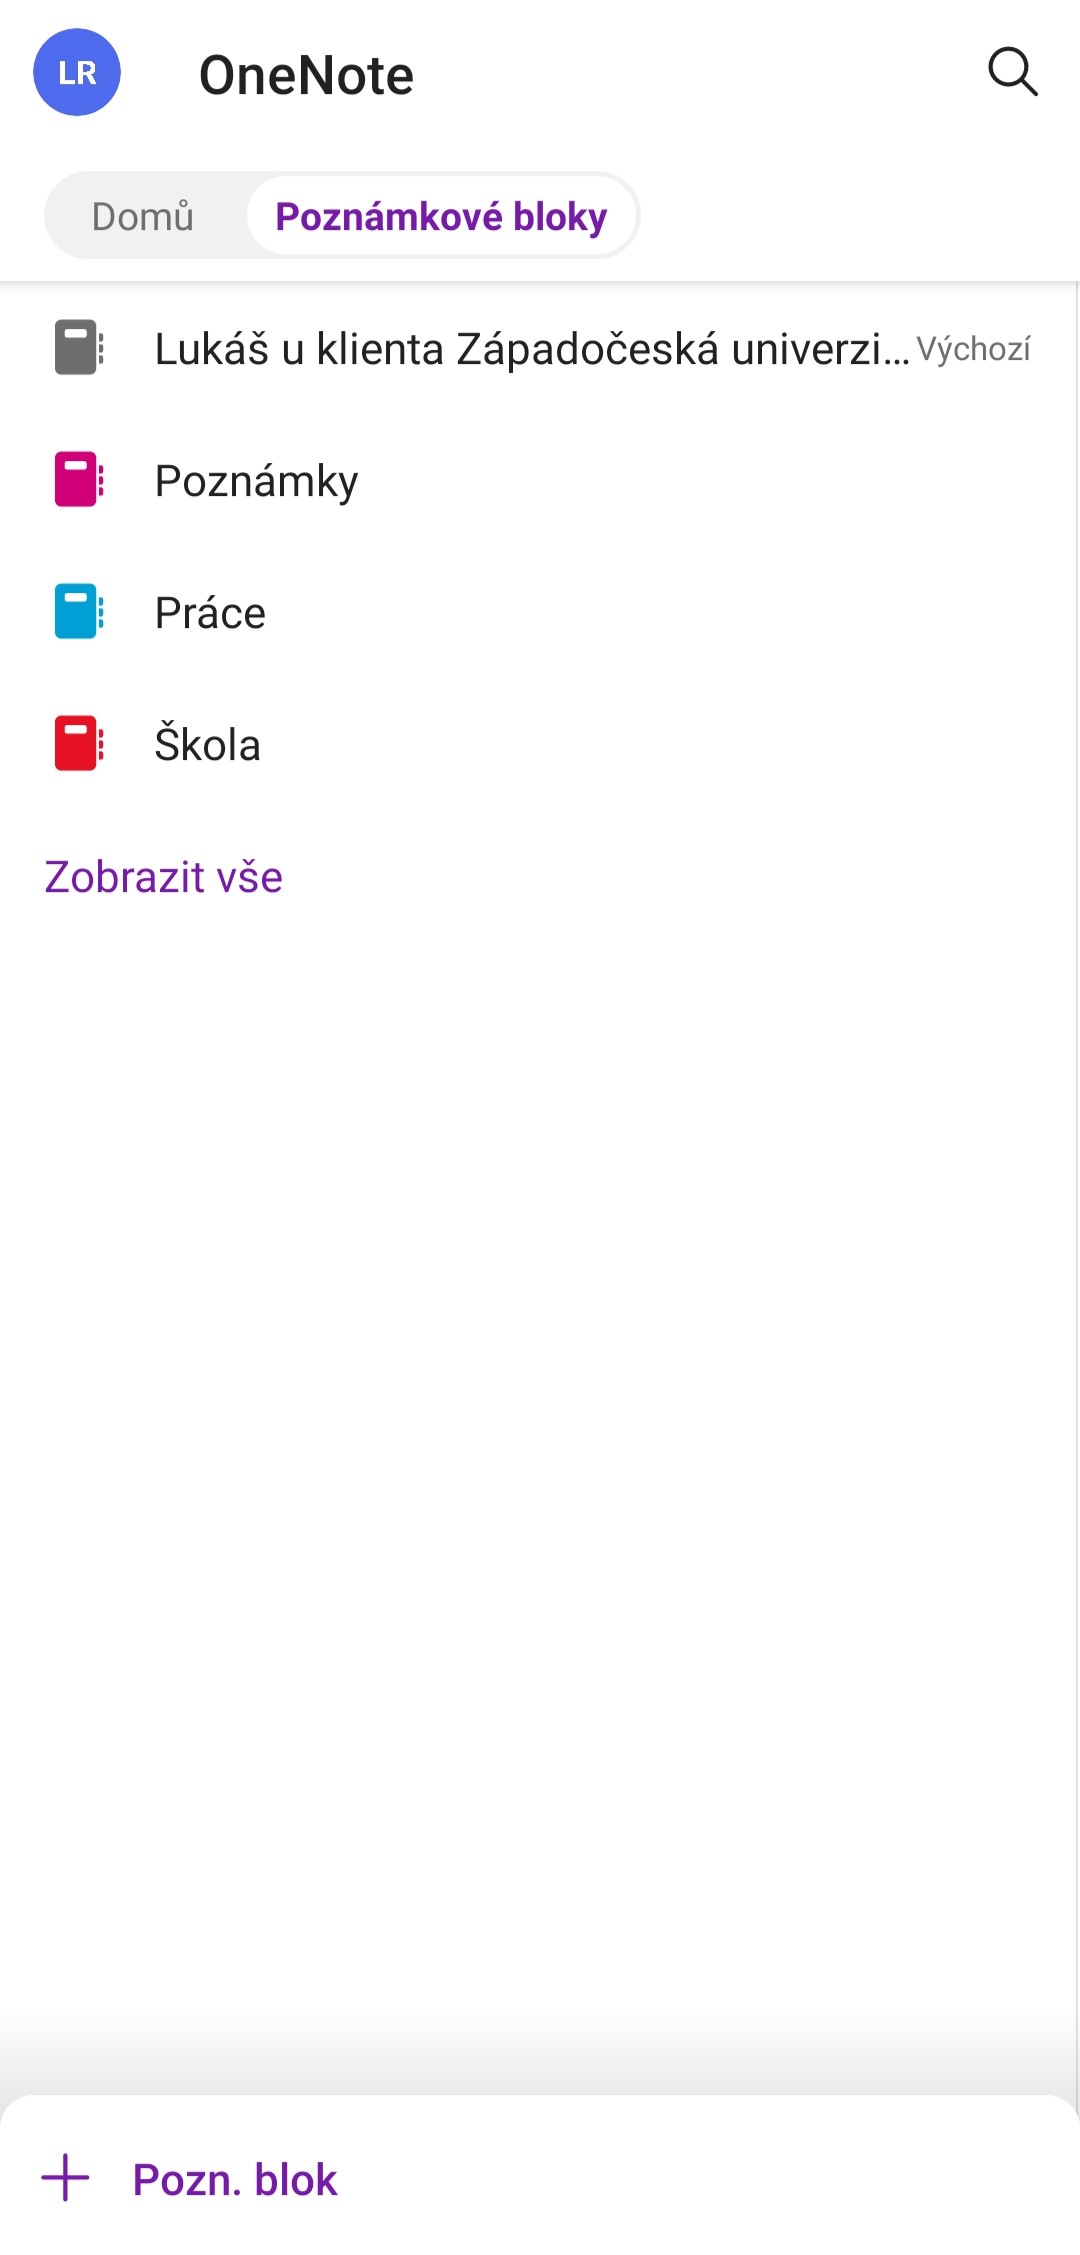 LR
OneNote
Domů
Poznámkové bloky
Lukáš u klienta Západočeská univerzi... Výchozí
Poznámky
Práce
Škola
Zobrazit vše
Pozn. blok